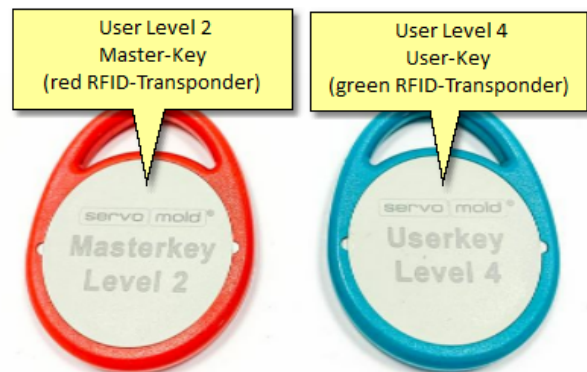 User Level 2
Master-Key
(red RFID-Transponder)
User Level 4
User-Key
(green RFID-Transponder)
servo mold®
Masterkey
Level 2
servo mold®
Userkey
Level 4